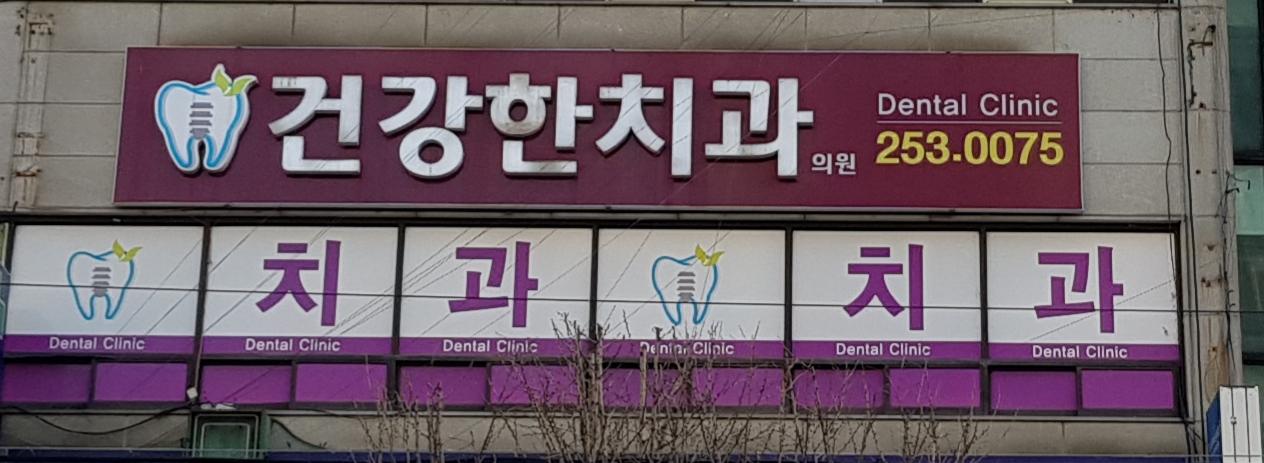 건강한치과의원
Dental Clinic
253.0075
치 과 치 과
Dental Clinic Dental Clinic Dental Clinic Dental Clinic Dental Clinic Dental Clinic